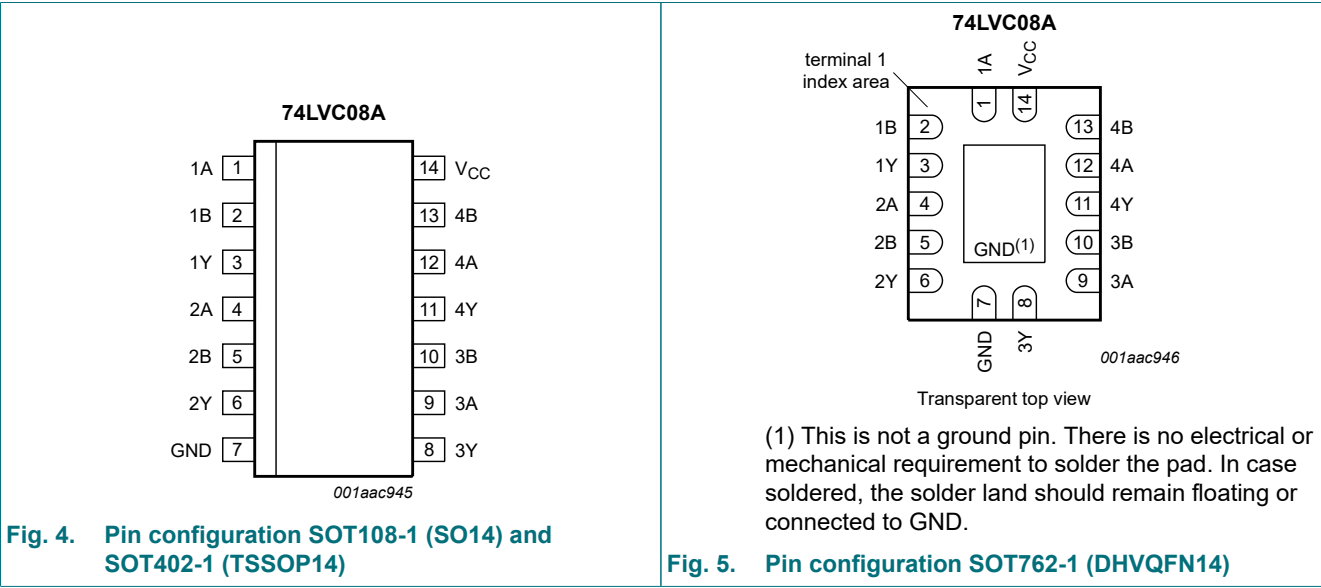 74LVC08A
1A 1 14 VCC
1B 2 13 4B
1Y 3 12 4A
2A 4 11 4Y
2B 5 10 3B
2Y 6 9 3A
GND 7 8 3Y
001aac945
Fig. 4. Pin configuration SOT108-1 (SO14) and
SOT402-1 (TSSOP14)
74LVC08A
terminal 1
index area
1A VCC
1 14
1B 2 13 4B
1Y 3 12 4A
2A 4 11 4Y
2B 5 10 3B
GND(1)
2Y 6 9 3A
7 8
GND 3Y
001aac946
Transparent top view
(1) This is not a ground pin. There is no electrical or
mechanical requirement to solder the pad. In case
soldered, the solder land should remain floating or
connected to GND.
Fig. 5. Pin configuration SOT762-1 (DHVQFN14)